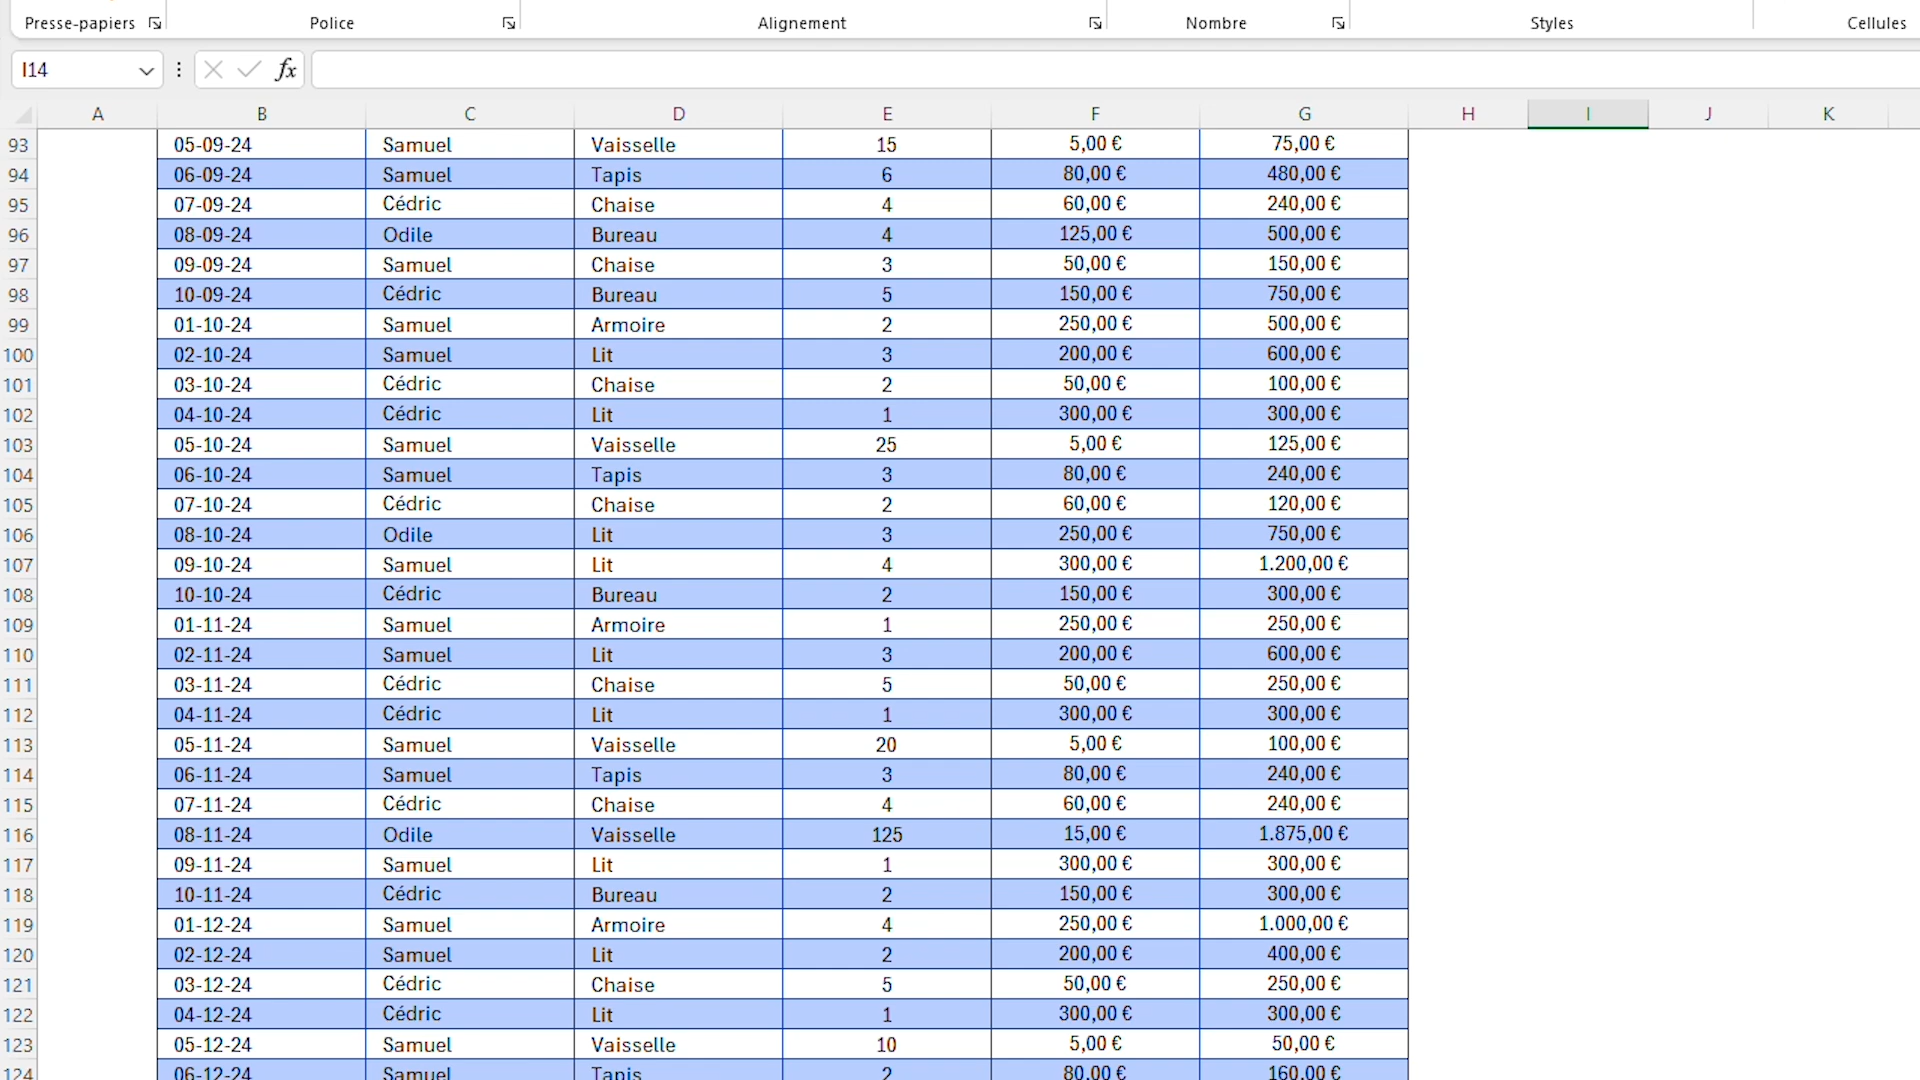 Presse-papiers Police Alignement Nombre Styles Cellules
I14 fx
A B C D E F G H I J K
93 05-09-24 Samuel Vaisselle 15 5,00 € 75,00 €
94 06-09-24 Samuel Tapis 6 80,00 € 480,00 €
95 07-09-24 Cédric Chaise 4 60,00 € 240,00 €
96 08-09-24 Odile Bureau 4 125,00 € 500,00 €
97 09-09-24 Samuel Chaise 3 50,00 € 150,00 €
98 10-09-24 Cédric Bureau 5 150,00 € 750,00 €
99 01-10-24 Samuel Armoire 2 250,00 € 500,00 €
100 02-10-24 Samuel Lit 3 200,00 € 600,00 €
101 03-10-24 Cédric Chaise 2 50,00 € 100,00 €
102 04-10-24 Cédric Lit 1 300,00 € 300,00 €
103 05-10-24 Samuel Vaisselle 25 5,00 € 125,00 €
104 06-10-24 Samuel Tapis 3 80,00 € 240,00 €
105 07-10-24 Cédric Chaise 2 60,00 € 120,00 €
106 08-10-24 Odile Lit 3 250,00 € 750,00 €
107 09-10-24 Samuel Lit 4 300,00 € 1.200,00 €
108 10-10-24 Cédric Bureau 2 150,00 € 300,00 €
109 01-11-24 Samuel Armoire 1 250,00 € 250,00 €
110 02-11-24 Samuel Lit 3 200,00 € 600,00 €
111 03-11-24 Cédric Chaise 5 50,00 € 250,00 €
112 04-11-24 Cédric Lit 1 300,00 € 300,00 €
113 05-11-24 Samuel Vaisselle 20 5,00 € 100,00 €
114 06-11-24 Samuel Tapis 3 80,00 € 240,00 €
115 07-11-24 Cédric Chaise 4 60,00 € 240,00 €
116 08-11-24 Odile Vaisselle 125 15,00 € 1.875,00 €
117 09-11-24 Samuel Lit 1 300,00 € 300,00 €
118 10-11-24 Cédric Bureau 2 150,00 € 300,00 €
119 01-12-24 Samuel Armoire 4 250,00 € 1.000,00 €
120 02-12-24 Samuel Lit 2 200,00 € 400,00 €
121 03-12-24 Cédric Chaise 5 50,00 € 250,00 €
122 04-12-24 Cédric Lit 1 300,00 € 300,00 €
123 05-12-24 Samuel Vaisselle 10 5,00 € 50,00 €
124 06-12-24 Samuel Tapis 2 80,00 € 160,00 €